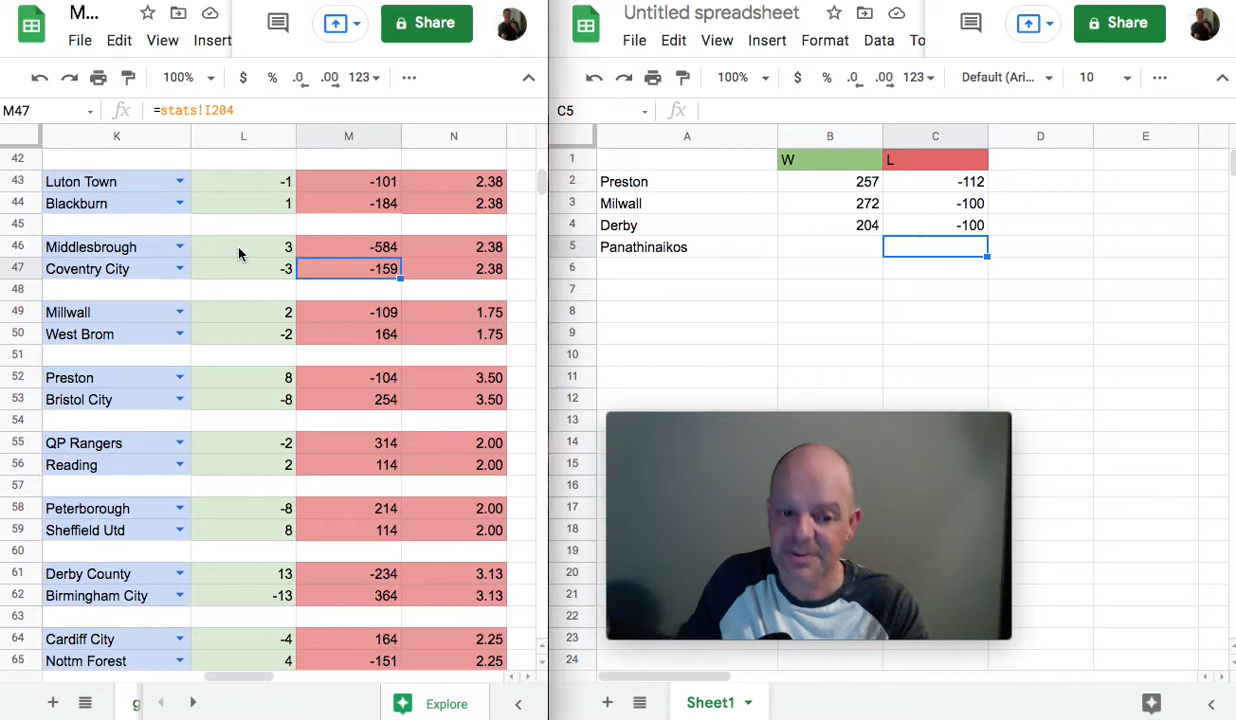 M...
File Edit View Insert
Share
100% $ % .0 .00 123 ...
M47 fx =stats!I204
K L M N
42
43 Luton Town -1 -101 2.38
44 Blackburn 1 -184 2.38
45
46 Middlesbrough 3 -584 2.38
47 Coventry City -3 -159 2.38
48
49 Millwall 2 -109 1.75
50 West Brom -2 164 1.75
51
52 Preston 8 -104 3.50
53 Bristol City -8 254 3.50
54
55 QP Rangers -2 314 2.00
56 Reading 2 114 2.00
57
58 Peterborough -8 214 2.00
59 Sheffield Utd 8 114 2.00
60
61 Derby County 13 -234 3.13
62 Birmingham City -13 364 3.13
63
64 Cardiff City -4 164 2.25
65 Nottm Forest 4 -151 2.25
g
Explore
Untitled spreadsheet
File Edit View Insert Format Data To
Share
100% $ % .0 .00 123 Default (Ari... 10 ...
C5 fx
A B C D E
1 W L
2 Preston 257 -112
3 Milwall 272 -100
4 Derby 204 -100
5 Panathinaikos
6
7
8
9
10
11
12
13
14
15
16
17
18
19
20
21
22
23
24
Sheet1